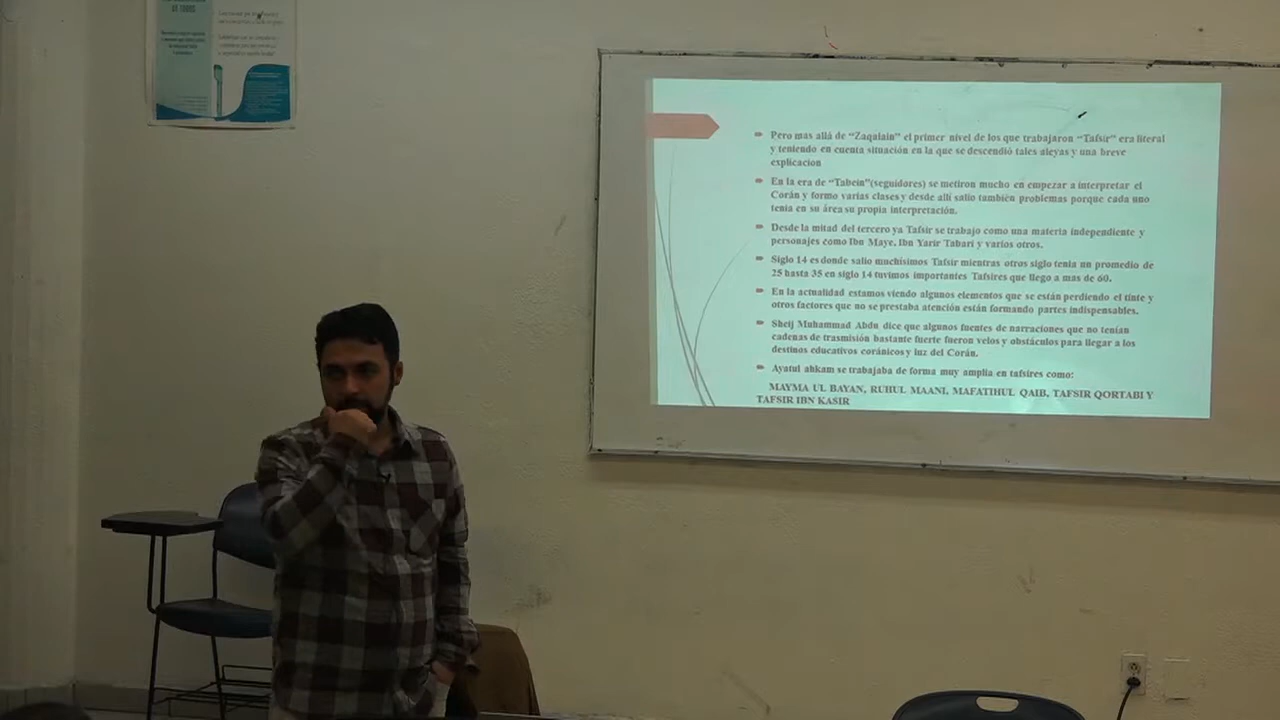 DE TODOS
Pero mas allá de “Zaqalain” el primer nivel de los que trabajaron “Tafsir” era literal
y teniendo en cuenta situación en la que se descendió tales aleyas y una breve
explicacion
En la era de “Tabein”(seguidores) se metiron mucho en empezar a interpretar el
Corán y formo varias clases y desde allí salio también problemas porque cada uno
tenia en su área su propia interpretación.
Desde la mitad del tercero ya Tafsir se trabajo como una materia independiente y
personajes como Ibn Maye, Ibn Yarir Tabari y varios otros.
Siglo 14 es donde salio muchísimos Tafsir mientras otros siglo tenia un promedio de
25 hasta 35 en siglo 14 tuvimos importantes Tafsires que llego a mas de 60.
En la actualidad estamos viendo algunos elementos que se están perdiendo el tinte y
otros factores que no se prestaba atención están formando partes indispensables.
Sheij Muhammad Abdu dice que algunos fuentes de narraciones que no tenían
cadenas de trasmisión bastante fuerte fueron velos y obstáculos para llegar a los
destinos educativos coránicos y luz del Corán.
Ayatul ahkam se trabajaba de forma muy amplia en tafsires como:
MAYMA UL BAYAN, RUHUL MAANI, MAFATIHUL QAIB, TAFSIR QORTABI Y
TAFSIR IBN KASIR